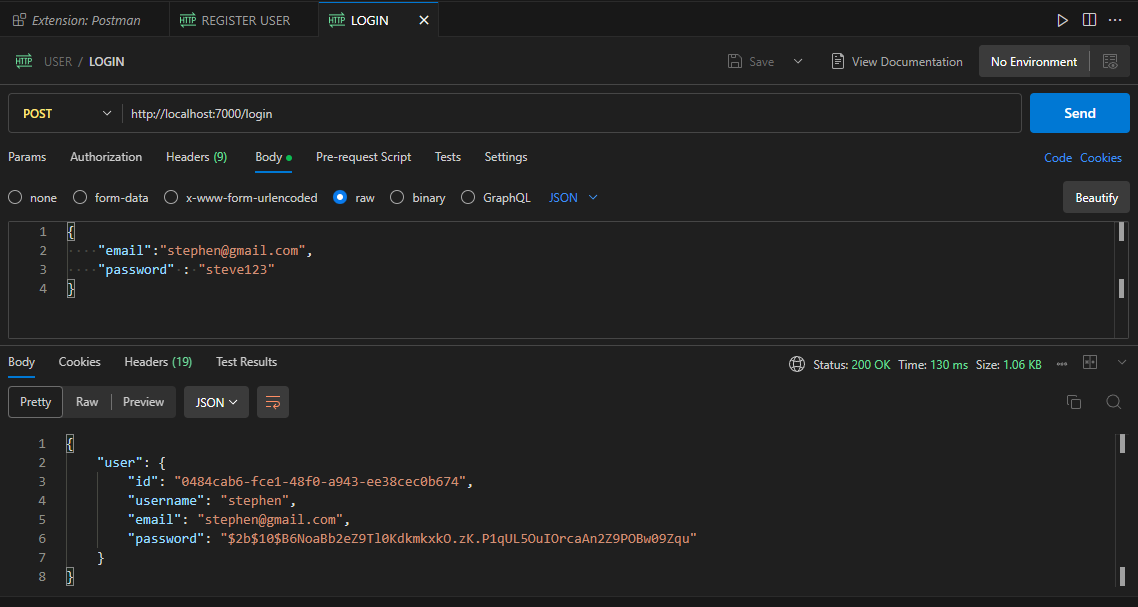 Extension: Postman
HTTP REGISTER USER
HTTP LOGIN
HTTP USER / LOGIN
Save
View Documentation
No Environment
POST
http://localhost:7000/login
Send
Params Authorization Headers (9) Body Pre-request Script Tests Settings
Code Cookies
none form-data x-www-form-urlencoded raw binary GraphQL JSON
Beautify
1 {
2 "email":"stephen@gmail.com",
3 "password" : "steve123"
4 }
Body Cookies Headers (19) Test Results
Status: 200 OK Time: 130 ms Size: 1.06 KB
Pretty Raw Preview JSON
1 {
2 "user": {
3 "id": "0484cab6-fce1-48f0-a943-ee38cec0b674",
4 "username": "stephen",
5 "email": "stephen@gmail.com",
6 "password": "$2b$10$B6NoaBb2eZ9Tl0KdkmkxkO.zK.P1qUL5OuIOrcaAn2Z9POBw09Zqu"
7 }
8 }